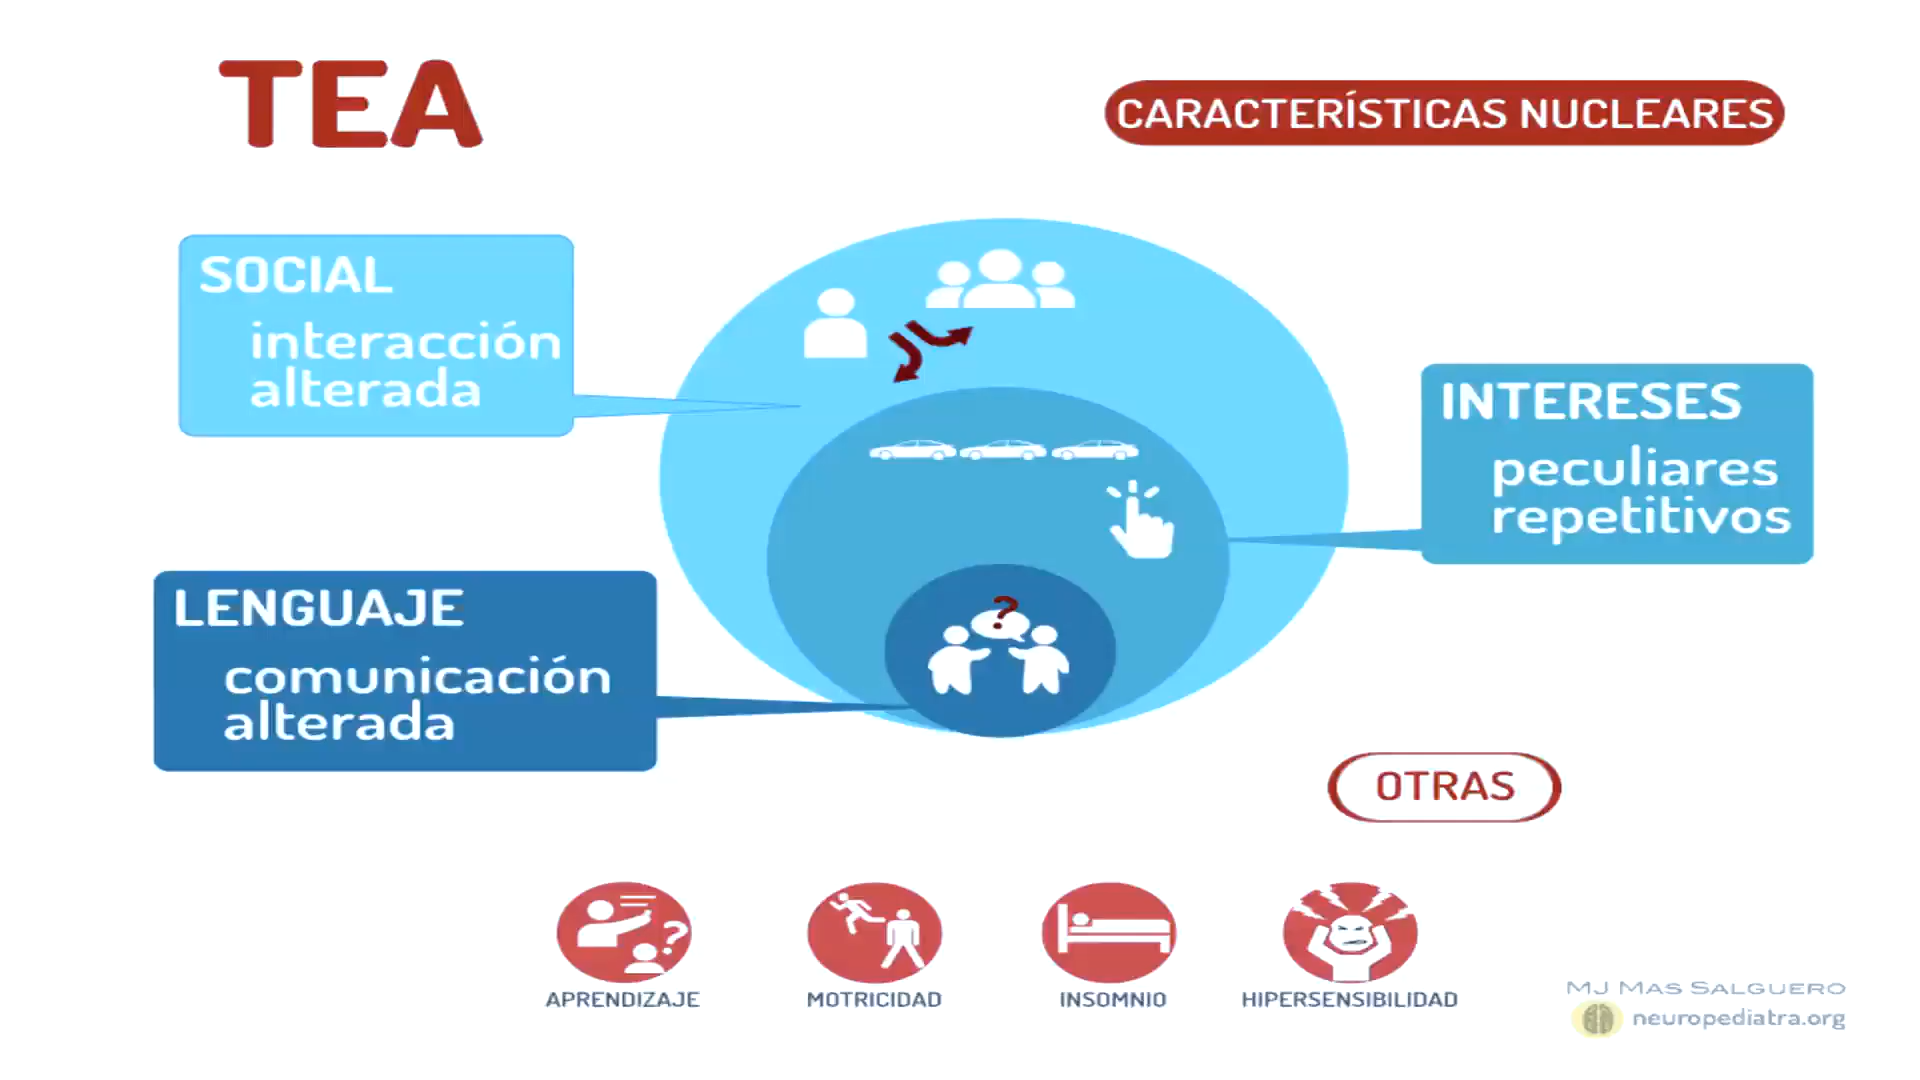 TEA
CARACTERÍSTICAS NUCLEARES
SOCIAL
interacción
alterada
INTERESES
peculiares
repetitivos
LENGUAJE
comunicación
alterada
?
OTRAS
?
APRENDIZAJE
MOTRICIDAD
INSOMNIO
HIPERSENSIBILIDAD
MJ MAS SALGUERO
neuropediatra.org